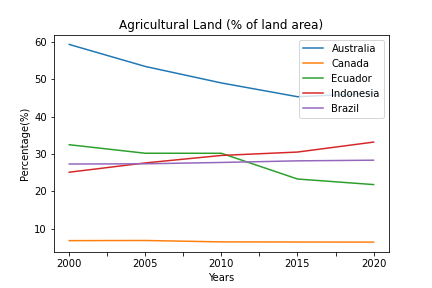 Agricultural Land (% of land area)
60
50
40
30
20
10
Percentage(%)
Australia
Canada
Ecuador
Indonesia
Brazil
2000
2005
2010
2015
2020
Years